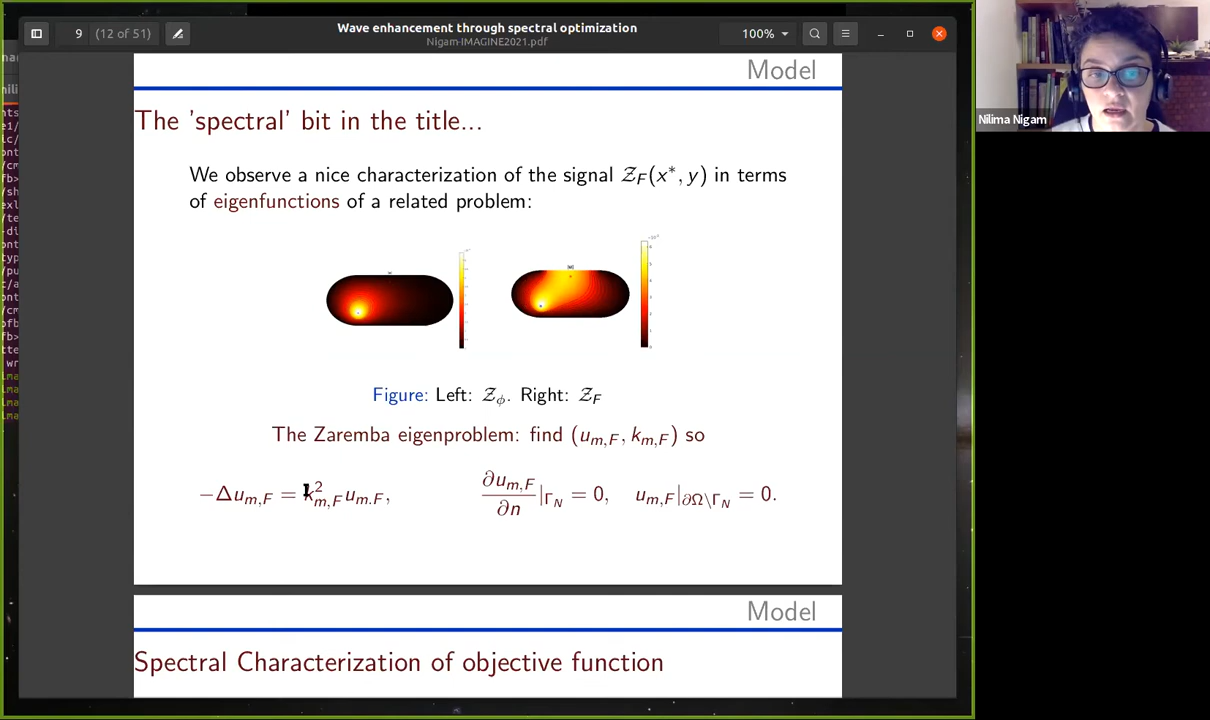 Wave enhancement through spectral optimization
Nigam-IMAGINE2021.pdf
9 (12 of 51)
100%
Model
The 'spectral' bit in the title...
We observe a nice characterization of the signal 𝒵_F(x*, y) in terms
of eigenfunctions of a related problem:
Figure: Left: 𝒵_ϕ. Right: 𝒵_F
The Zaremba eigenproblem: find (u_{m,F}, k_{m,F}) so
−Δu_{m,F} = k²_{m,F}u_{m.F}, ∂u_{m,F}/∂n|_{Γ_N} = 0, u_{m,F}|_{∂Ω\Γ_N} = 0.
Model
Spectral Characterization of objective function
Nilima Nigam